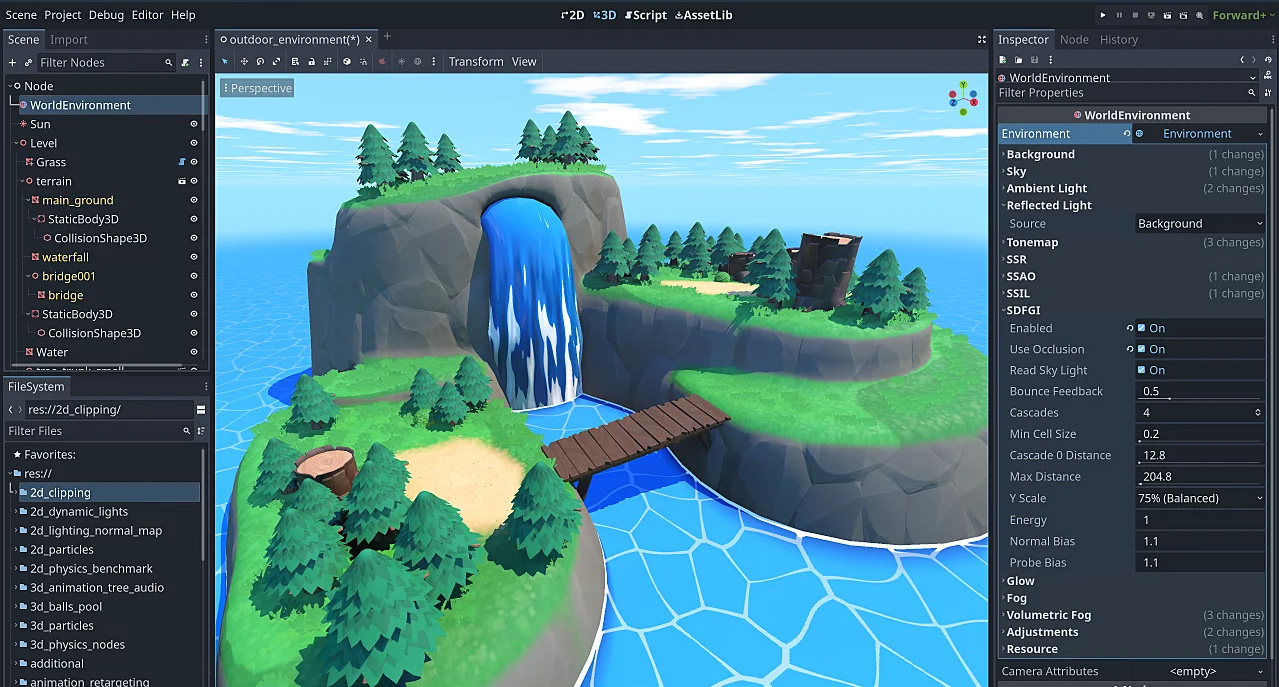 Scene Project Debug Editor Help
2D 3D Script AssetLib
Forward+
Scene Import
Filter Nodes
Node
WorldEnvironment
Sun
Level
Grass
terrain
main_ground
StaticBody3D
CollisionShape3D
waterfall
bridge001
bridge
StaticBody3D
CollisionShape3D
Water
FileSystem
res://2d_clipping/
Filter Files
Favorites:
res://
2d_clipping
2d_dynamic_lights
2d_lighting_normal_map
2d_particles
2d_physics_benchmark
3d_animation_tree_audio
3d_balls_pool
3d_particles
3d_physics_nodes
additional
animation_retargeting
outdoor_environment(*)
Transform View
Perspective
Y
X
Z
Inspector Node History
WorldEnvironment
Filter Properties
WorldEnvironment
Environment Environment
Background (1 change)
Sky (1 change)
Ambient Light (2 changes)
Reflected Light
Source Background
Tonemap (3 changes)
SSR
SSAO (1 change)
SSIL (1 change)
SDFGI
Enabled On
Use Occlusion On
Read Sky Light On
Bounce Feedback 0.5
Cascades 4
Min Cell Size 0.2
Cascade 0 Distance 12.8
Max Distance 204.8
Y Scale 75% (Balanced)
Energy 1
Normal Bias 1.1
Probe Bias 1.1
Glow
Fog
Volumetric Fog (3 changes)
Adjustments (2 changes)
Resource (1 change)
Camera Attributes <empty>